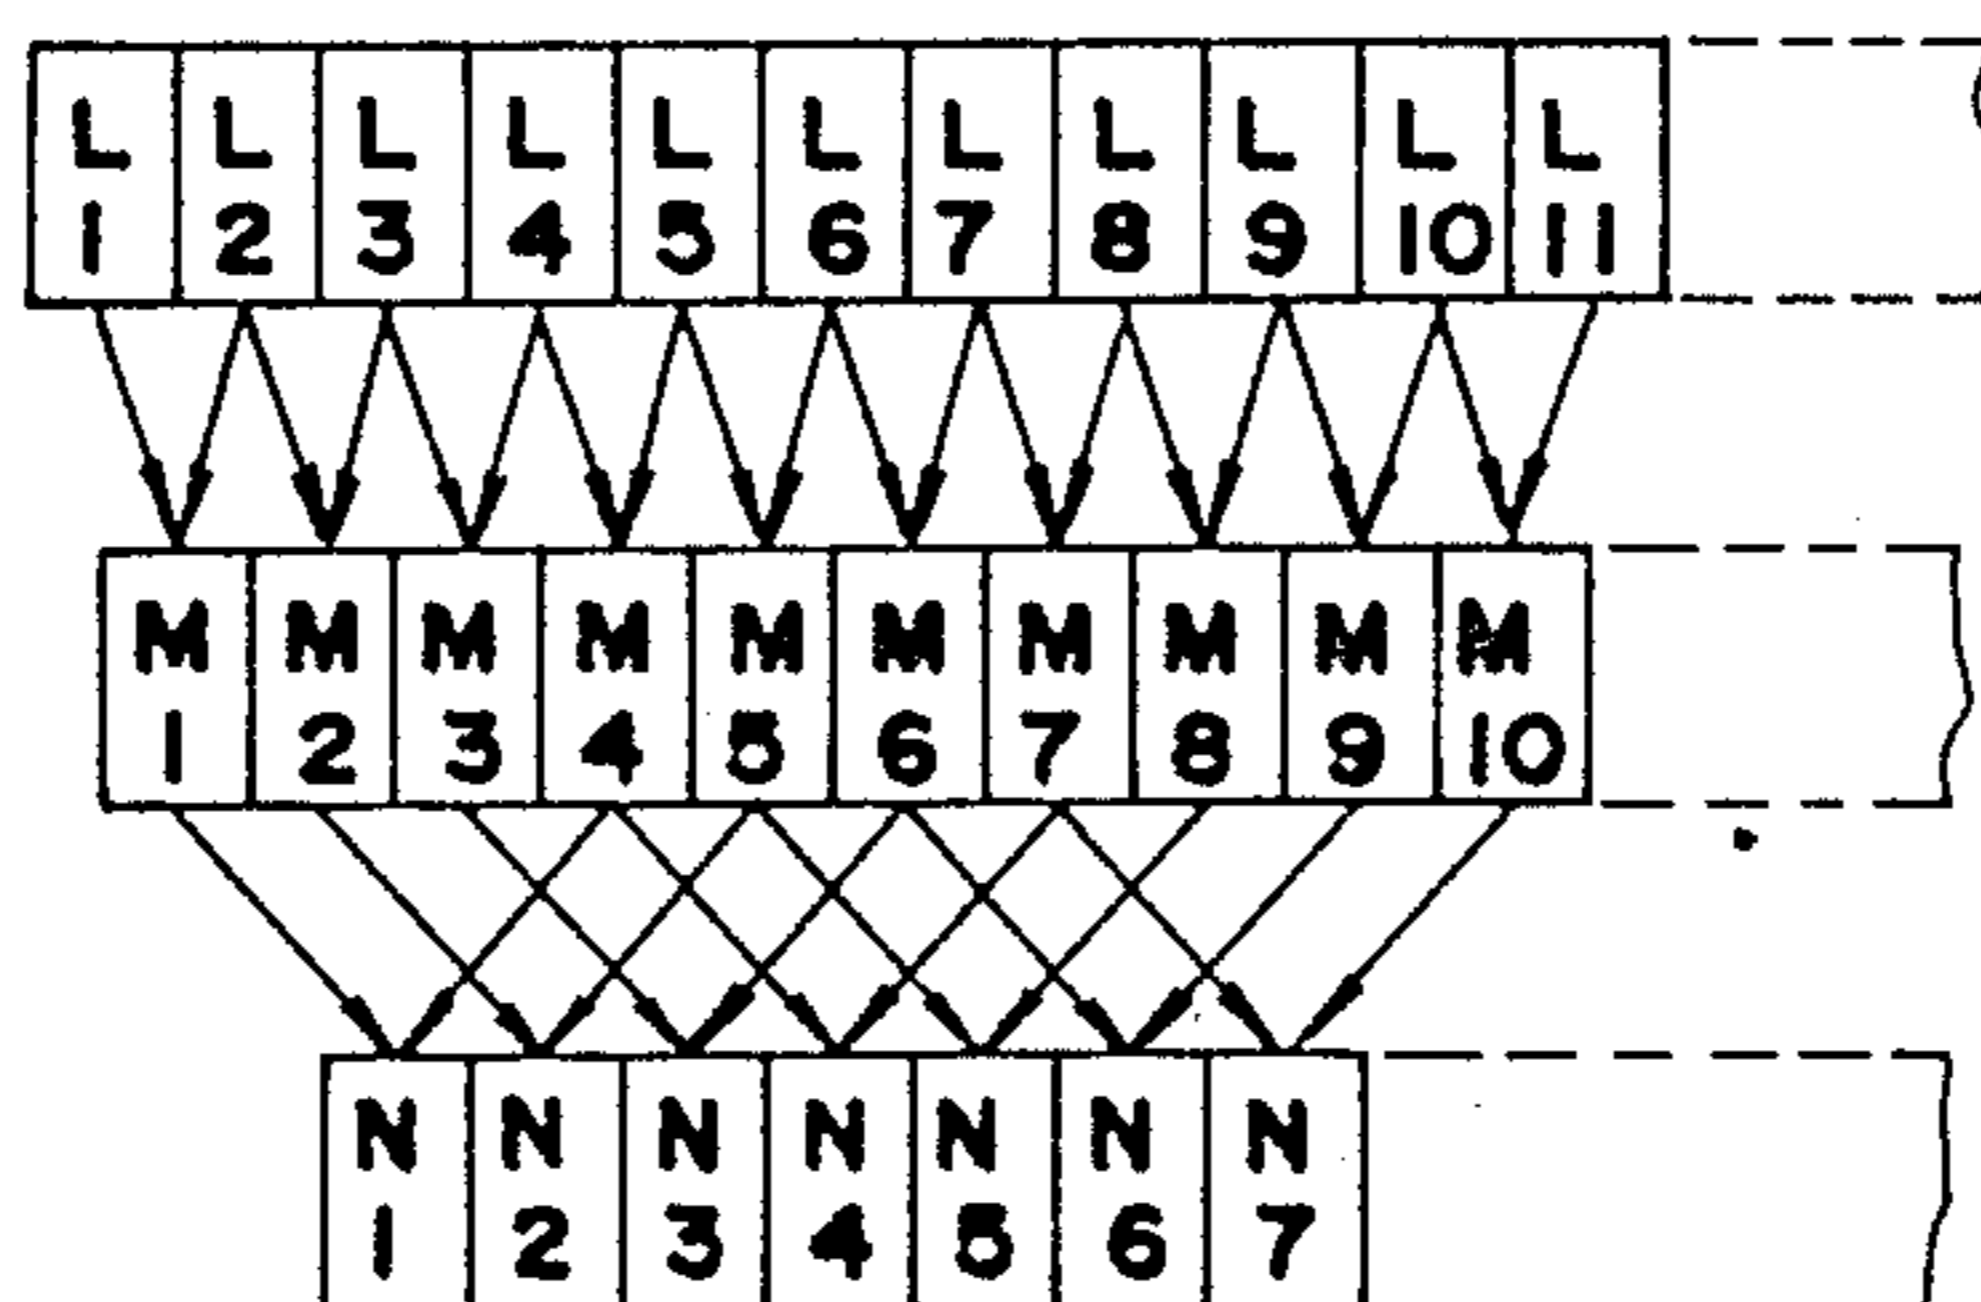 L L L L L L L L L L L
1 2 3 4 5 6 7 8 9 10 11
M M M M M M M M M M
1 2 3 4 5 6 7 8 9 10
N N N N N N N
1 2 3 4 5 6 7